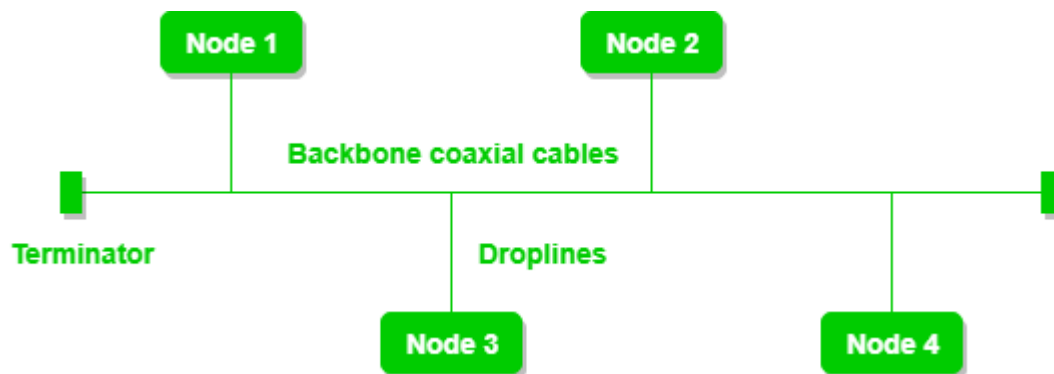 Node 1
Node 2
Backbone coaxial cables
Terminator
Droplines
Node 3
Node 4